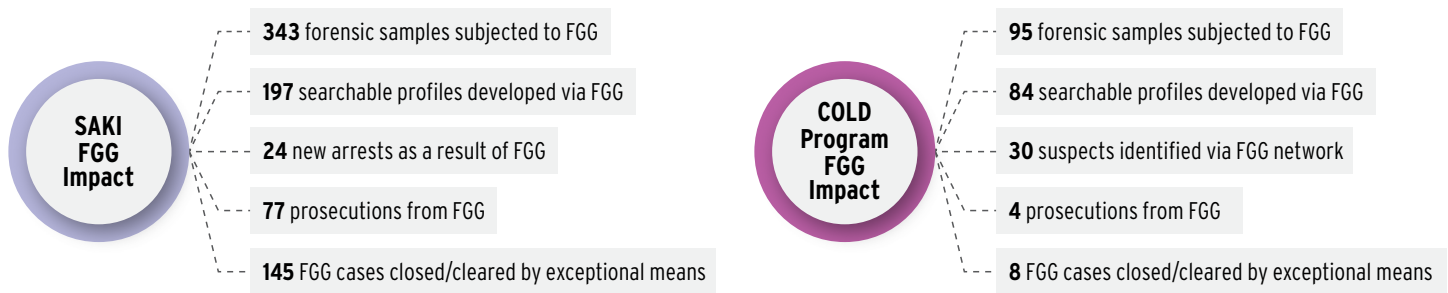 SAKI
FGG
Impact
343 forensic samples subjected to FGG
197 searchable profiles developed via FGG
24 new arrests as a result of FGG
77 prosecutions from FGG
145 FGG cases closed/cleared by exceptional means
COLD
Program
FGG
Impact
95 forensic samples subjected to FGG
84 searchable profiles developed via FGG
30 suspects identified via FGG network
4 prosecutions from FGG
8 FGG cases closed/cleared by exceptional means